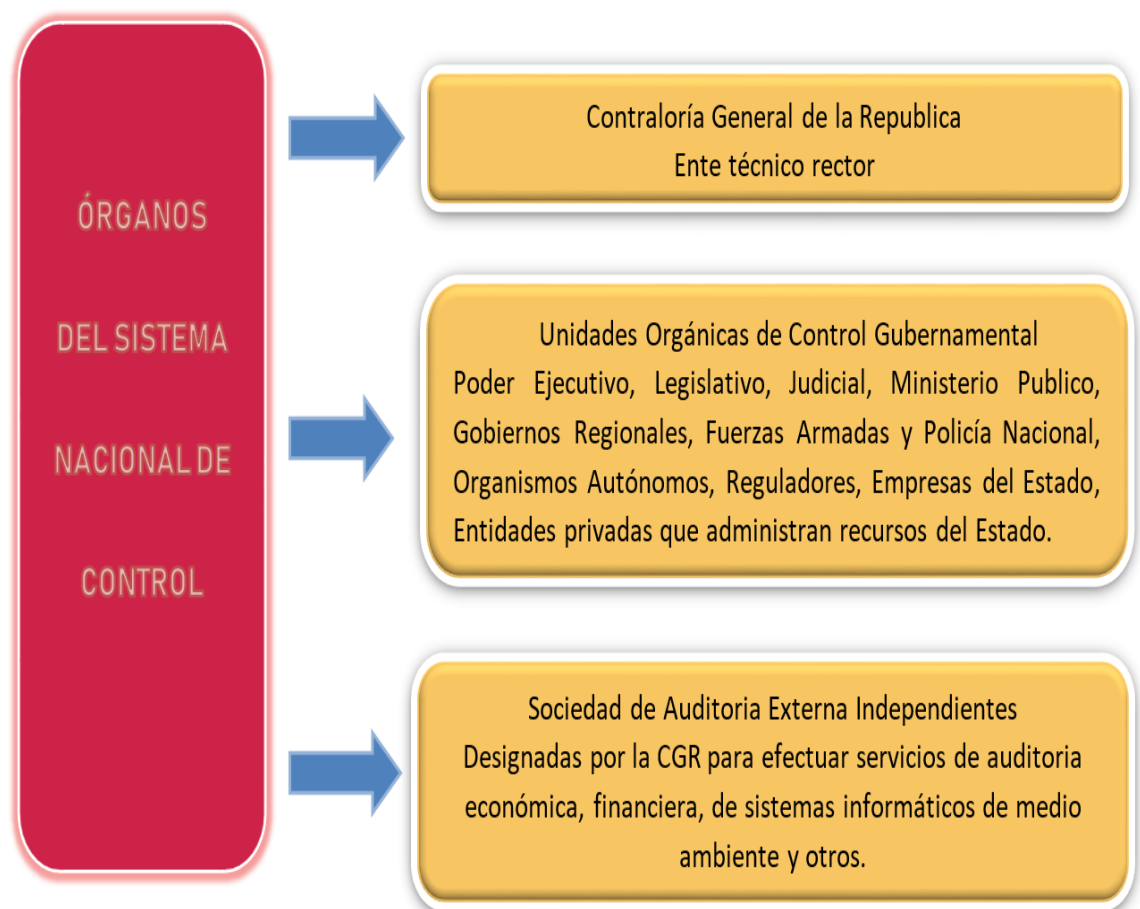 ÓRGANOS
DEL SISTEMA
NACIONAL DE
CONTROL
Contraloría General de la Republica
Ente técnico rector
Unidades Orgánicas de Control Gubernamental
Poder Ejecutivo, Legislativo, Judicial, Ministerio Publico,
Gobiernos Regionales, Fuerzas Armadas y Policía Nacional,
Organismos Autónomos, Reguladores, Empresas del Estado,
Entidades privadas que administran recursos del Estado.
Sociedad de Auditoria Externa Independientes
Designadas por la CGR para efectuar servicios de auditoria
económica, financiera, de sistemas informáticos de medio
ambiente y otros.